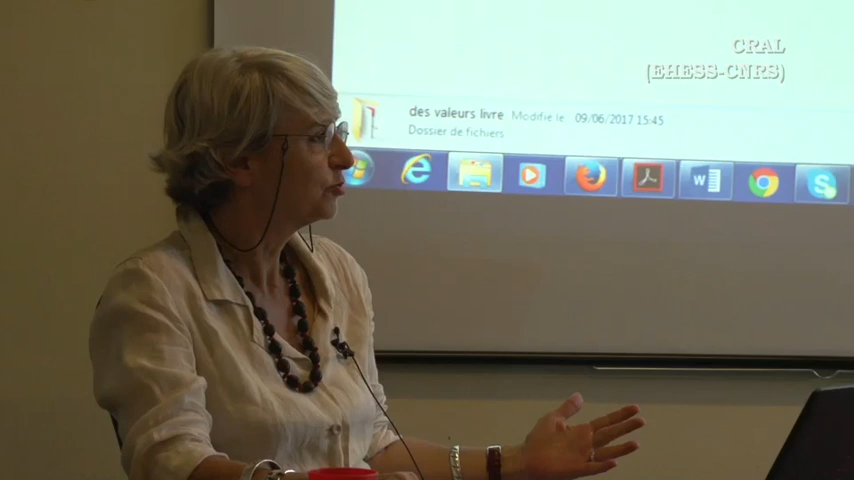 CRAL
(EHESS-CNRS)
des valeurs livre Modifié le : 09/06/2017 15:45
Dossier de fichiers